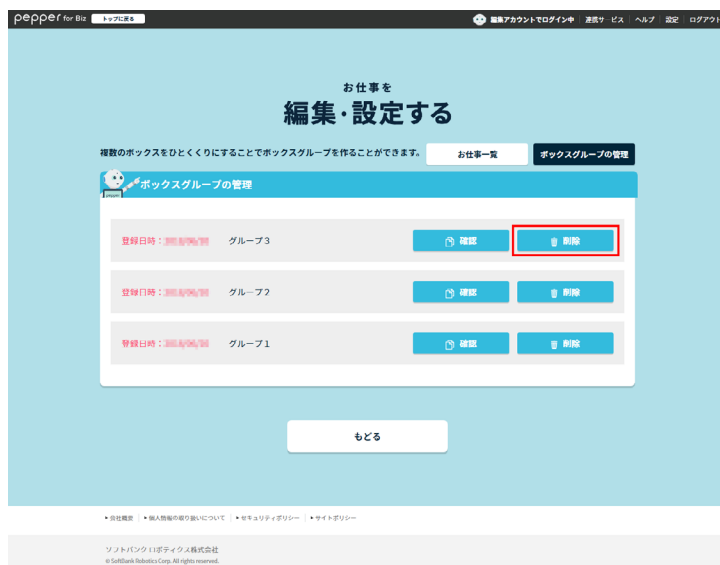 pepper for Biz トップに戻る 編集アカウントでログイン中 連携サービス ヘルプ 設定 ログアウト
お仕事を
編集・設定する
複数のボックスをひとくくりにすることでボックスグループを作ることができます。 お仕事一覧 ボックスグループの管理
ボックスグループの管理
登録日時： グループ3 確認 削除
登録日時： グループ2 確認 削除
登録日時： グループ1 確認 削除
もどる
会社概要 個人情報の取り扱いについて セキュリティポリシー サイトポリシー
ソフトバンク ロボティクス株式会社
© SoftBank Robotics Corp. All rights reserved.